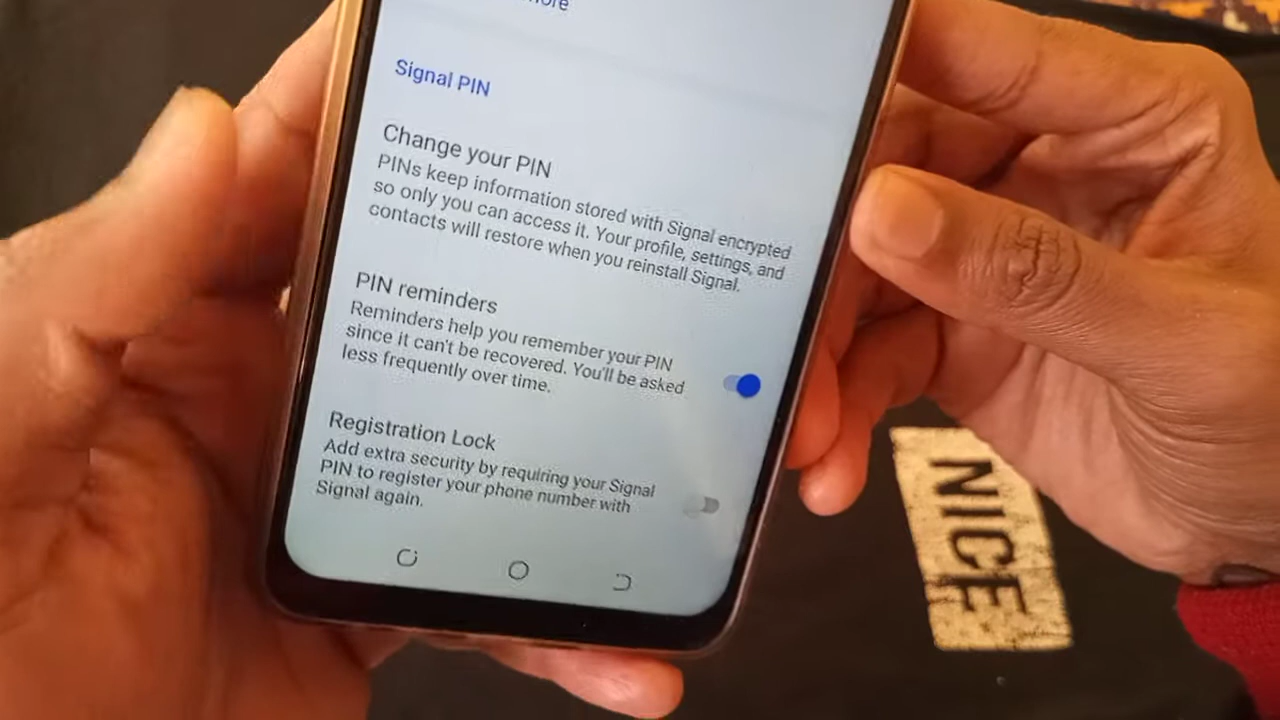 Signal PIN
Change your PIN
PINs keep information stored with Signal encrypted
so only you can access it. Your profile, settings, and
contacts will restore when you reinstall Signal.
PIN reminders
Reminders help you remember your PIN
since it can't be recovered. You'll be asked
less frequently over time.
Registration Lock
Add extra security by requiring your Signal
PIN to register your phone number with
Signal again.
NICE